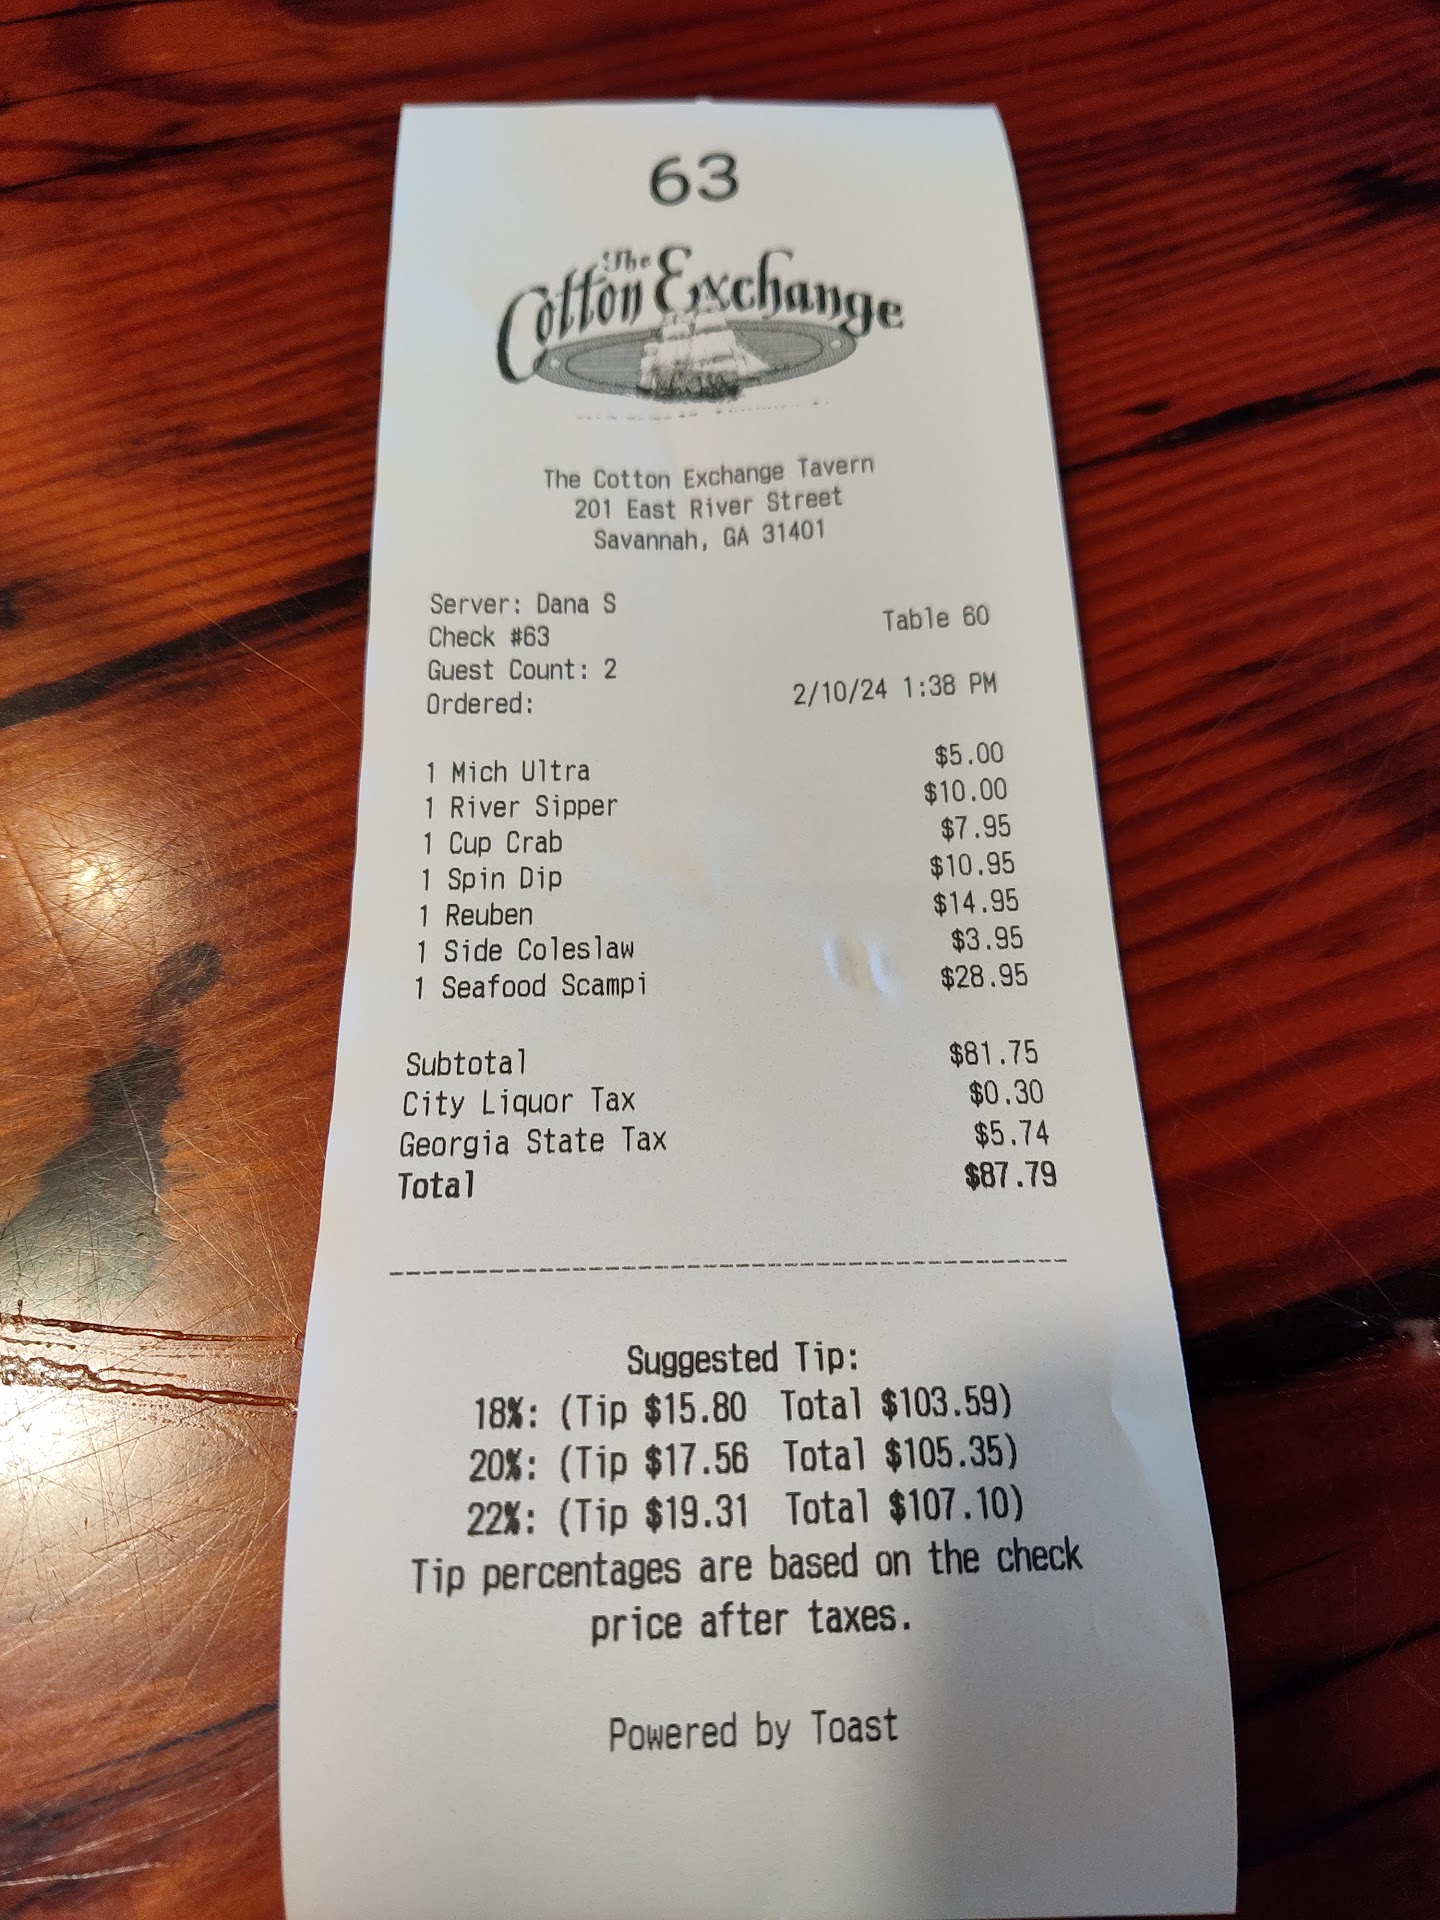 63
The
Cotton Exchange
The Cotton Exchange Tavern
201 East River Street
Savannah, GA 31401
Server: Dana S
Check #63 Table 60
Guest Count: 2
Ordered: 2/10/24 1:38 PM
1 Mich Ultra $5.00
1 River Sipper $10.00
1 Cup Crab $7.95
1 Spin Dip $10.95
1 Reuben $14.95
1 Side Coleslaw $3.95
1 Seafood Scampi $28.95
Subtotal $81.75
City Liquor Tax $0.30
Georgia State Tax $5.74
Total $87.79
Suggested Tip:
18%: (Tip $15.80 Total $103.59)
20%: (Tip $17.56 Total $105.35)
22%: (Tip $19.31 Total $107.10)
Tip percentages are based on the check
price after taxes.
Powered by Toast